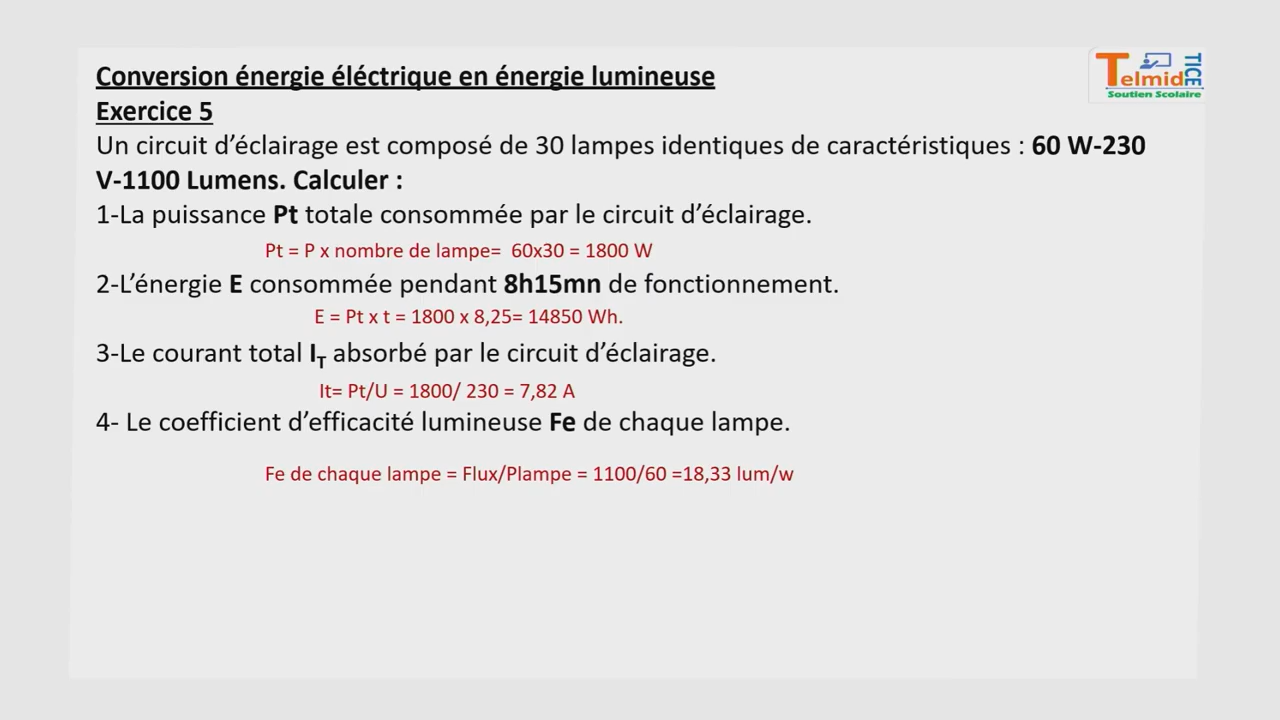 Conversion énergie éléctrique en énergie lumineuse
Telmid TICE
Soutien Scolaire
Exercice 5
Un circuit d’éclairage est composé de 30 lampes identiques de caractéristiques : 60 W-230
V-1100 Lumens. Calculer :
1-La puissance Pt totale consommée par le circuit d’éclairage.
Pt = P x nombre de lampe= 60x30 = 1800 W
2-L’énergie E consommée pendant 8h15mn de fonctionnement.
E = Pt x t = 1800 x 8,25= 14850 Wh.
3-Le courant total IT absorbé par le circuit d’éclairage.
It= Pt/U = 1800/ 230 = 7,82 A
4- Le coefficient d’efficacité lumineuse Fe de chaque lampe.
Fe de chaque lampe = Flux/Plampe = 1100/60 =18,33 lum/w